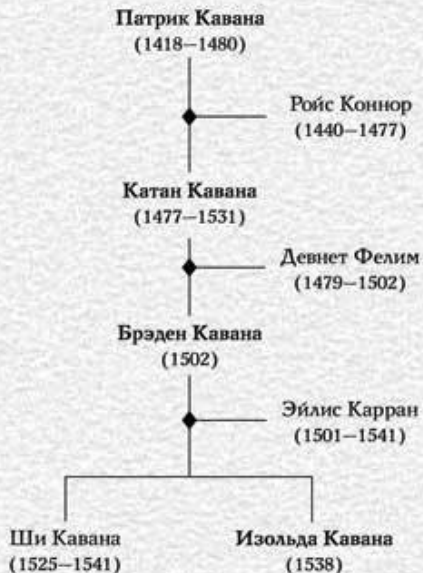 Патрик Кавана
(1418—1480)
Ройс Коннор
(1440—1477)
Катан Кавана
(1477—1531)
Девнет Фелим
(1479—1502)
Брэден Кавана
(1502)
Эйлис Карран
(1501—1541)
Ши Кавана
(1525—1541)
Изольда Кавана
(1538)